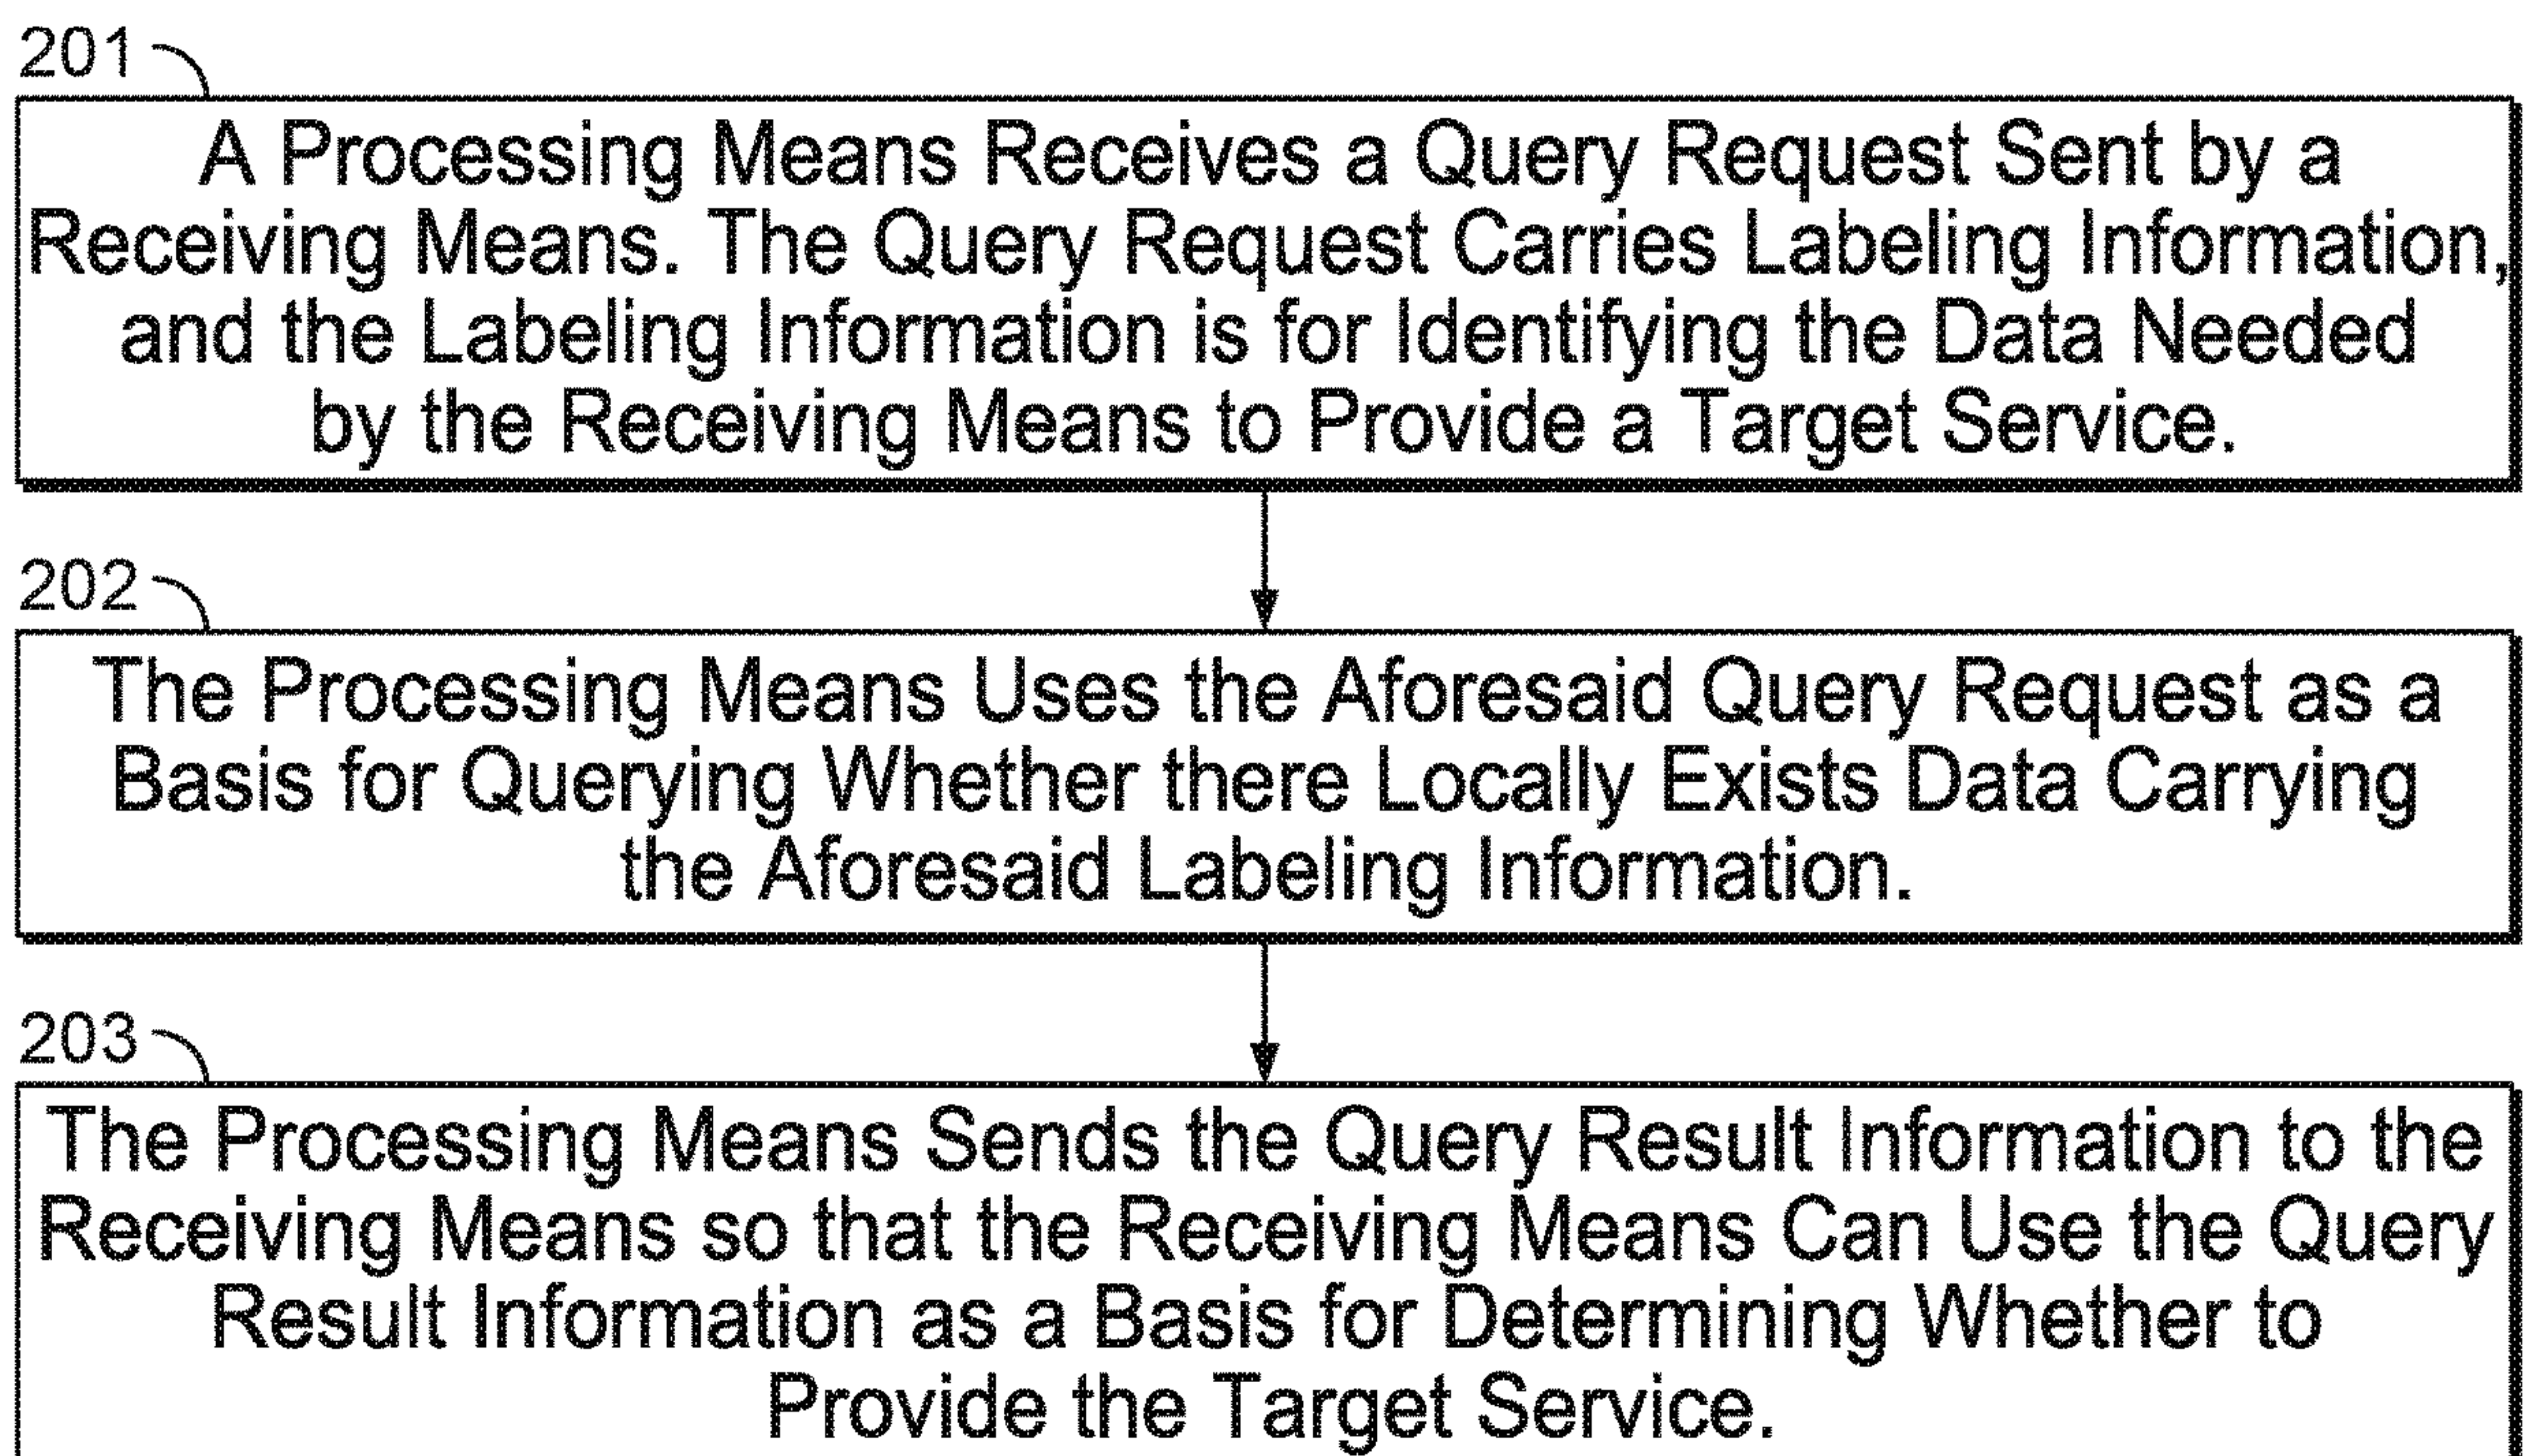 201
A Processing Means Receives a Query Request Sent by a
Receiving Means. The Query Request Carries Labeling Information,
and the Labeling Information is for Identifying the Data Needed
by the Receiving Means to Provide a Target Service.
202
The Processing Means Uses the Aforesaid Query Request as a
Basis for Querying Whether there Locally Exists Data Carrying
the Aforesaid Labeling Information.
203
The Processing Means Sends the Query Result Information to the
Receiving Means so that the Receiving Means Can Use the Query
Result Information as a Basis for Determining Whether to
Provide the Target Service.